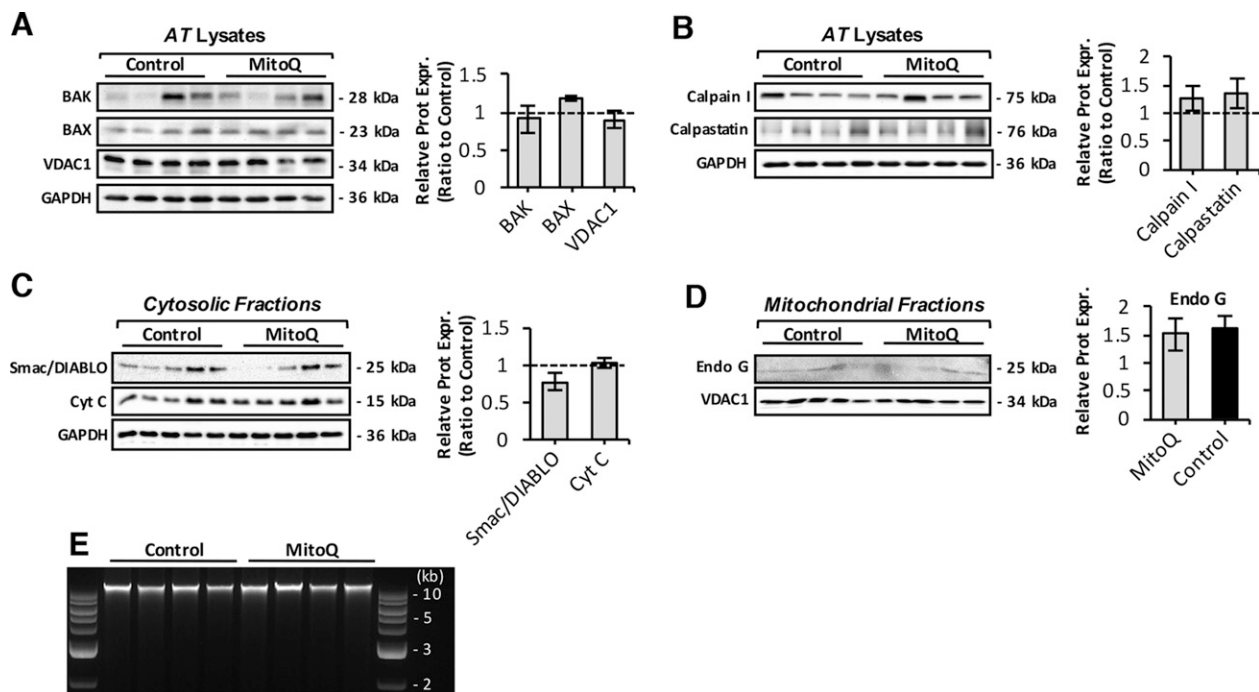 A
AT Lysates
Control MitoQ
BAK - 28 kDa
BAX - 23 kDa
VDAC1 - 34 kDa
GAPDH - 36 kDa
Relatve Prot Expr.
(Ratio to Control)
1.5
1
0.5
0
BAK BAX VDAC1
B
AT Lysates
Control MitoQ
Calpain I - 75 kDa
Calpastatin - 76 kDa
GAPDH - 36 kDa
Relatve Prot Expr.
(Ratio to Control)
2
1.5
1
0.5
0
Calpain I Calpastatin
C
Cytosolic Fractions
Control MitoQ
Smac/DIABLO - 25 kDa
Cyt C - 15 kDa
GAPDH - 36 kDa
Relatve Prot Expr.
(Ratio to Control)
1.5
1
0.5
0
Smac/DIABLO Cyt C
D
Mitochondrial Fractions
Control MitoQ
Endo G - 25 kDa
VDAC1 - 34 kDa
Relatve Prot Expr.
Endo G
2
1.5
1
0.5
0
MitoQ Control
E
Control MitoQ
(kb)
- 10
- 5
- 3
- 2